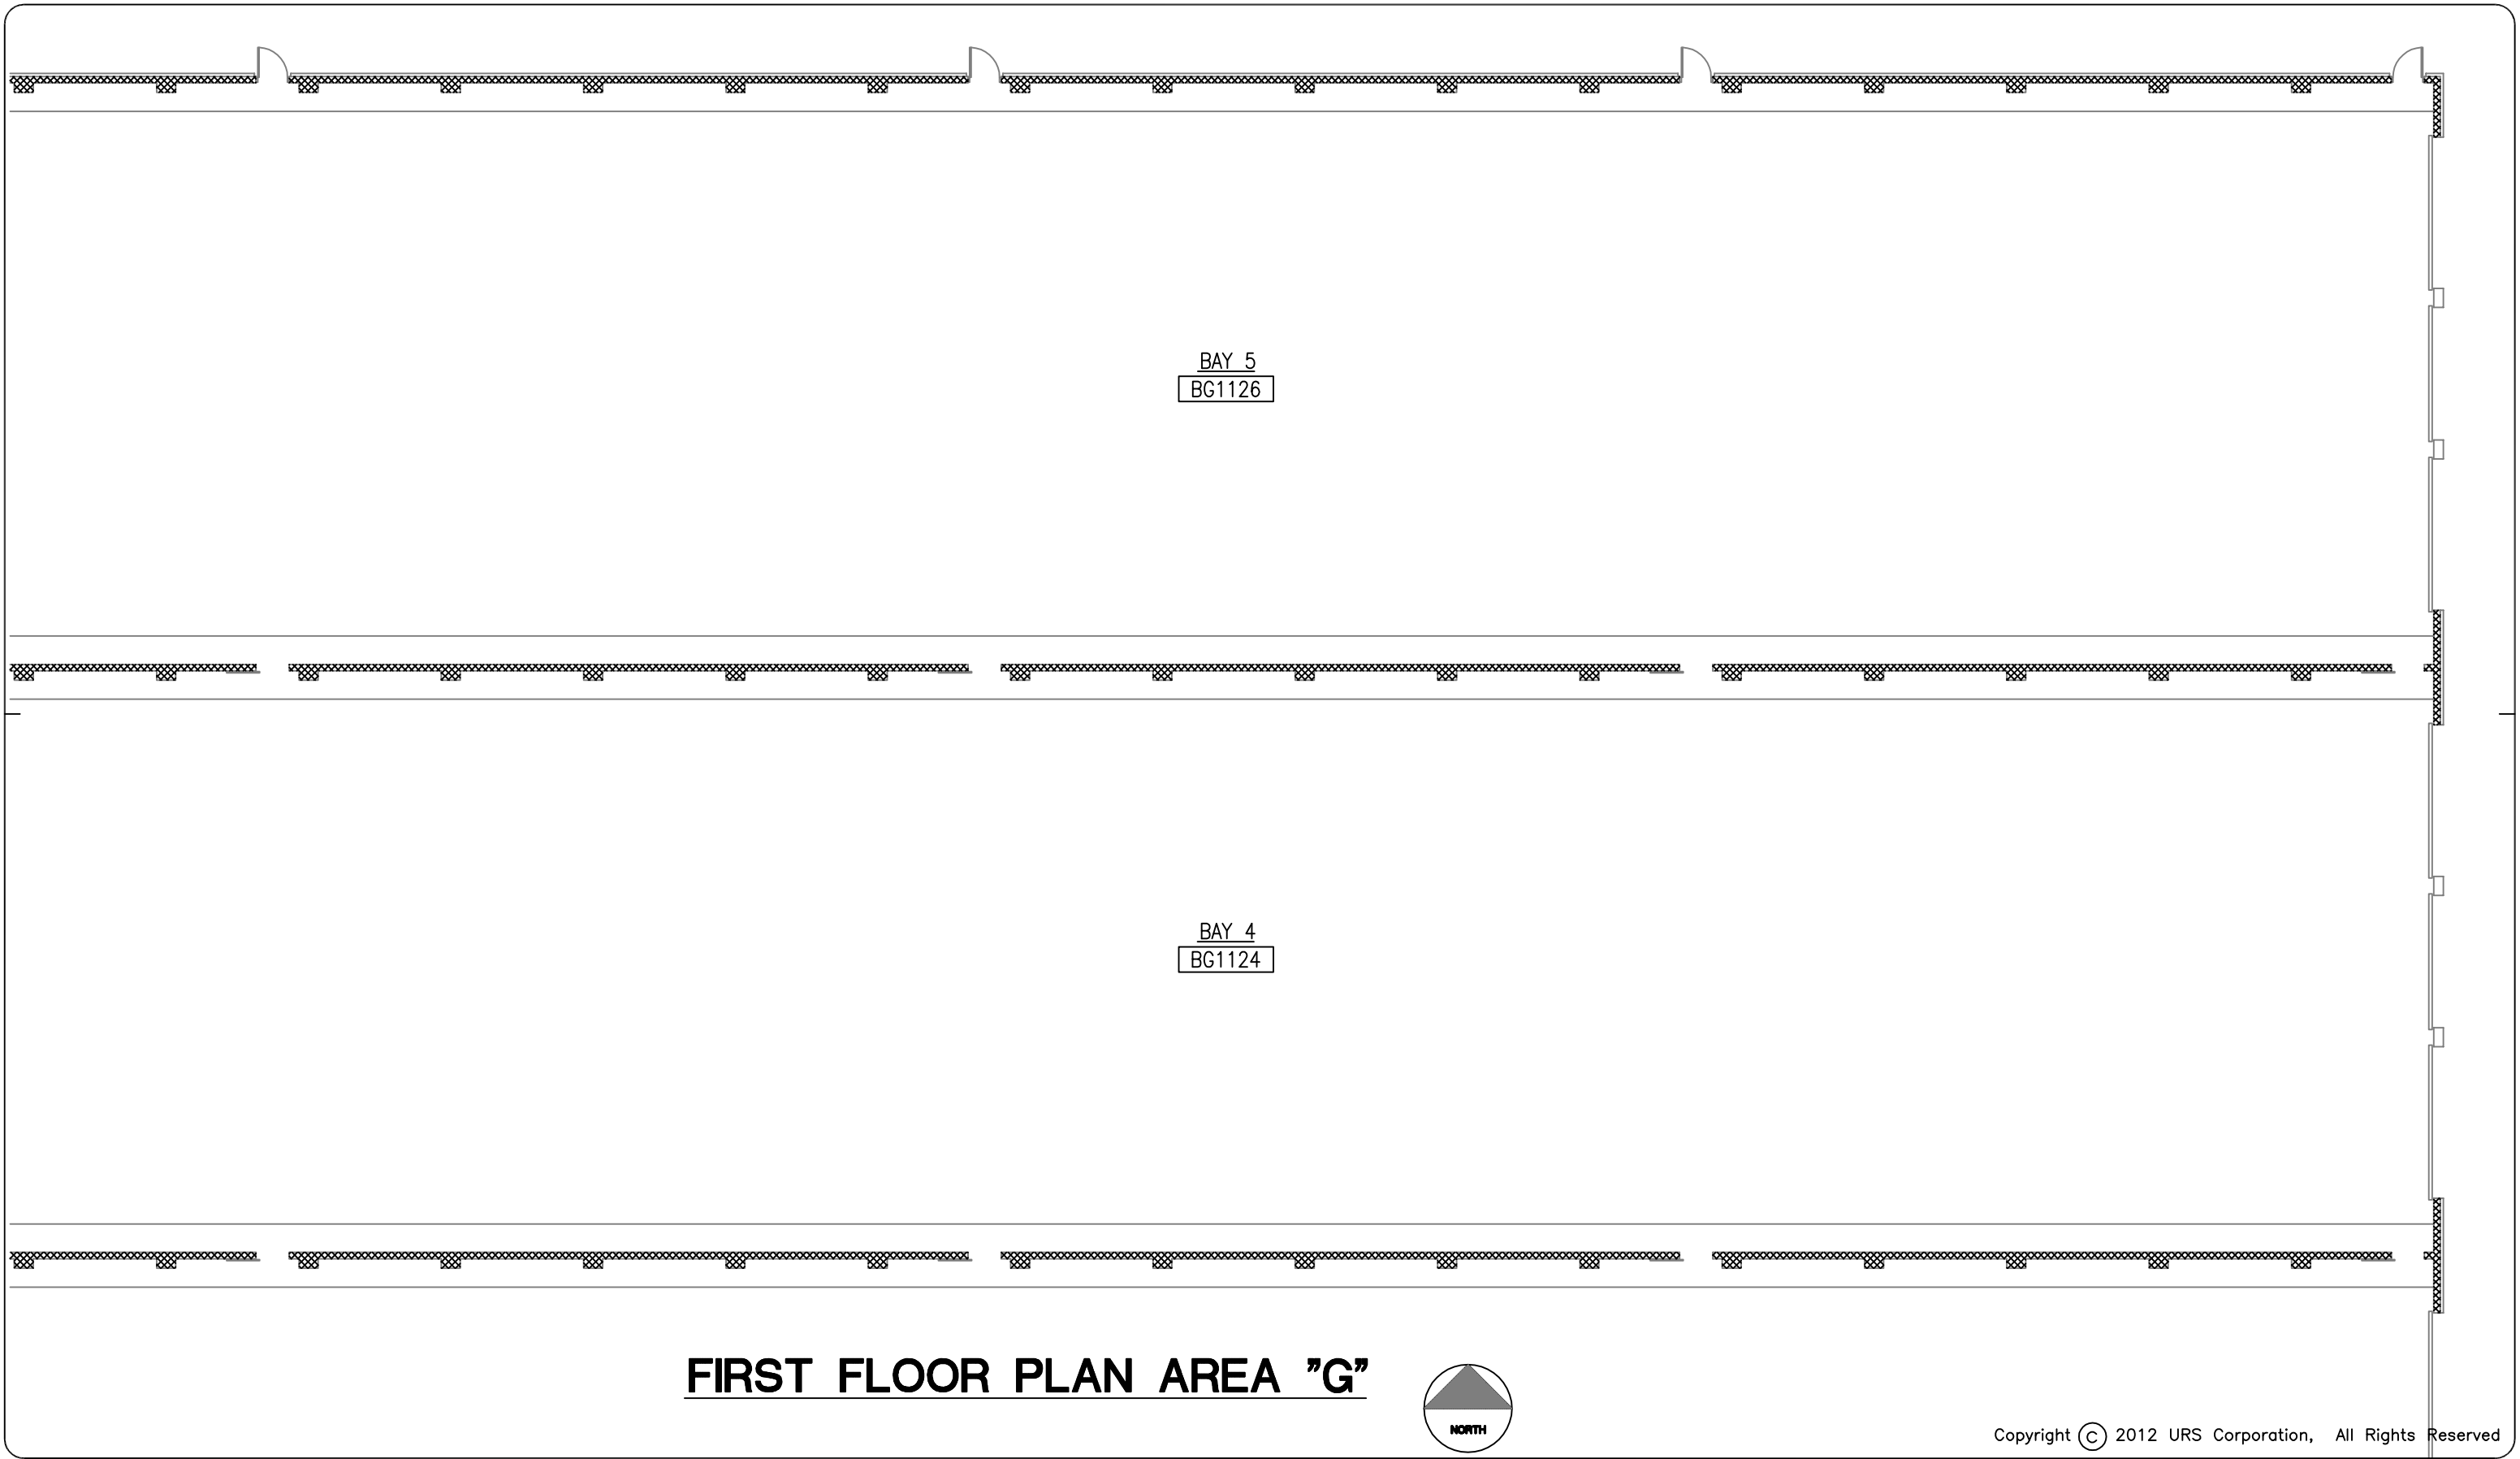 BAY 5
BG1126
BAY 4
BG1124
FIRST FLOOR PLAN AREA "G"
NORTH
Copyright © 2012 URS Corporation, All Rights Reserved